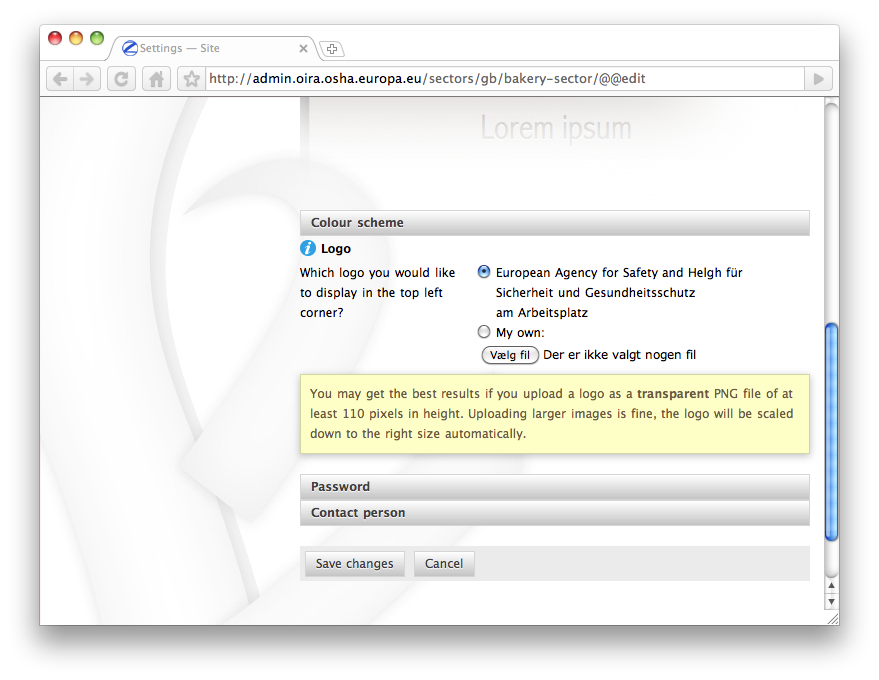 Settings — Site
http://admin.oira.osha.europa.eu/sectors/gb/bakery-sector/@@edit
Lorem ipsum
Colour scheme
i Logo
Which logo you would like
to display in the top left
corner?
European Agency for Safety and Helgh für
Sicherheit und Gesundheitsschutz
am Arbeitsplatz
My own:
Vælg fil Der er ikke valgt nogen fil
You may get the best results if you upload a logo as a transparent PNG file of at
least 110 pixels in height. Uploading larger images is fine, the logo will be scaled
down to the right size automatically.
Password
Contact person
Save changes Cancel